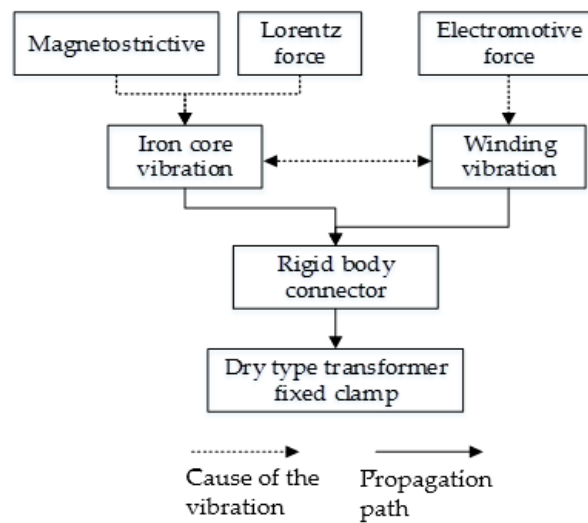 Magnetostrictive
Lorentz
force
Electromotive
force
Iron core
vibration
Winding
vibration
Rigid body
connector
Dry type transformer
fixed clamp
Cause of the
vibration
Propagation
path